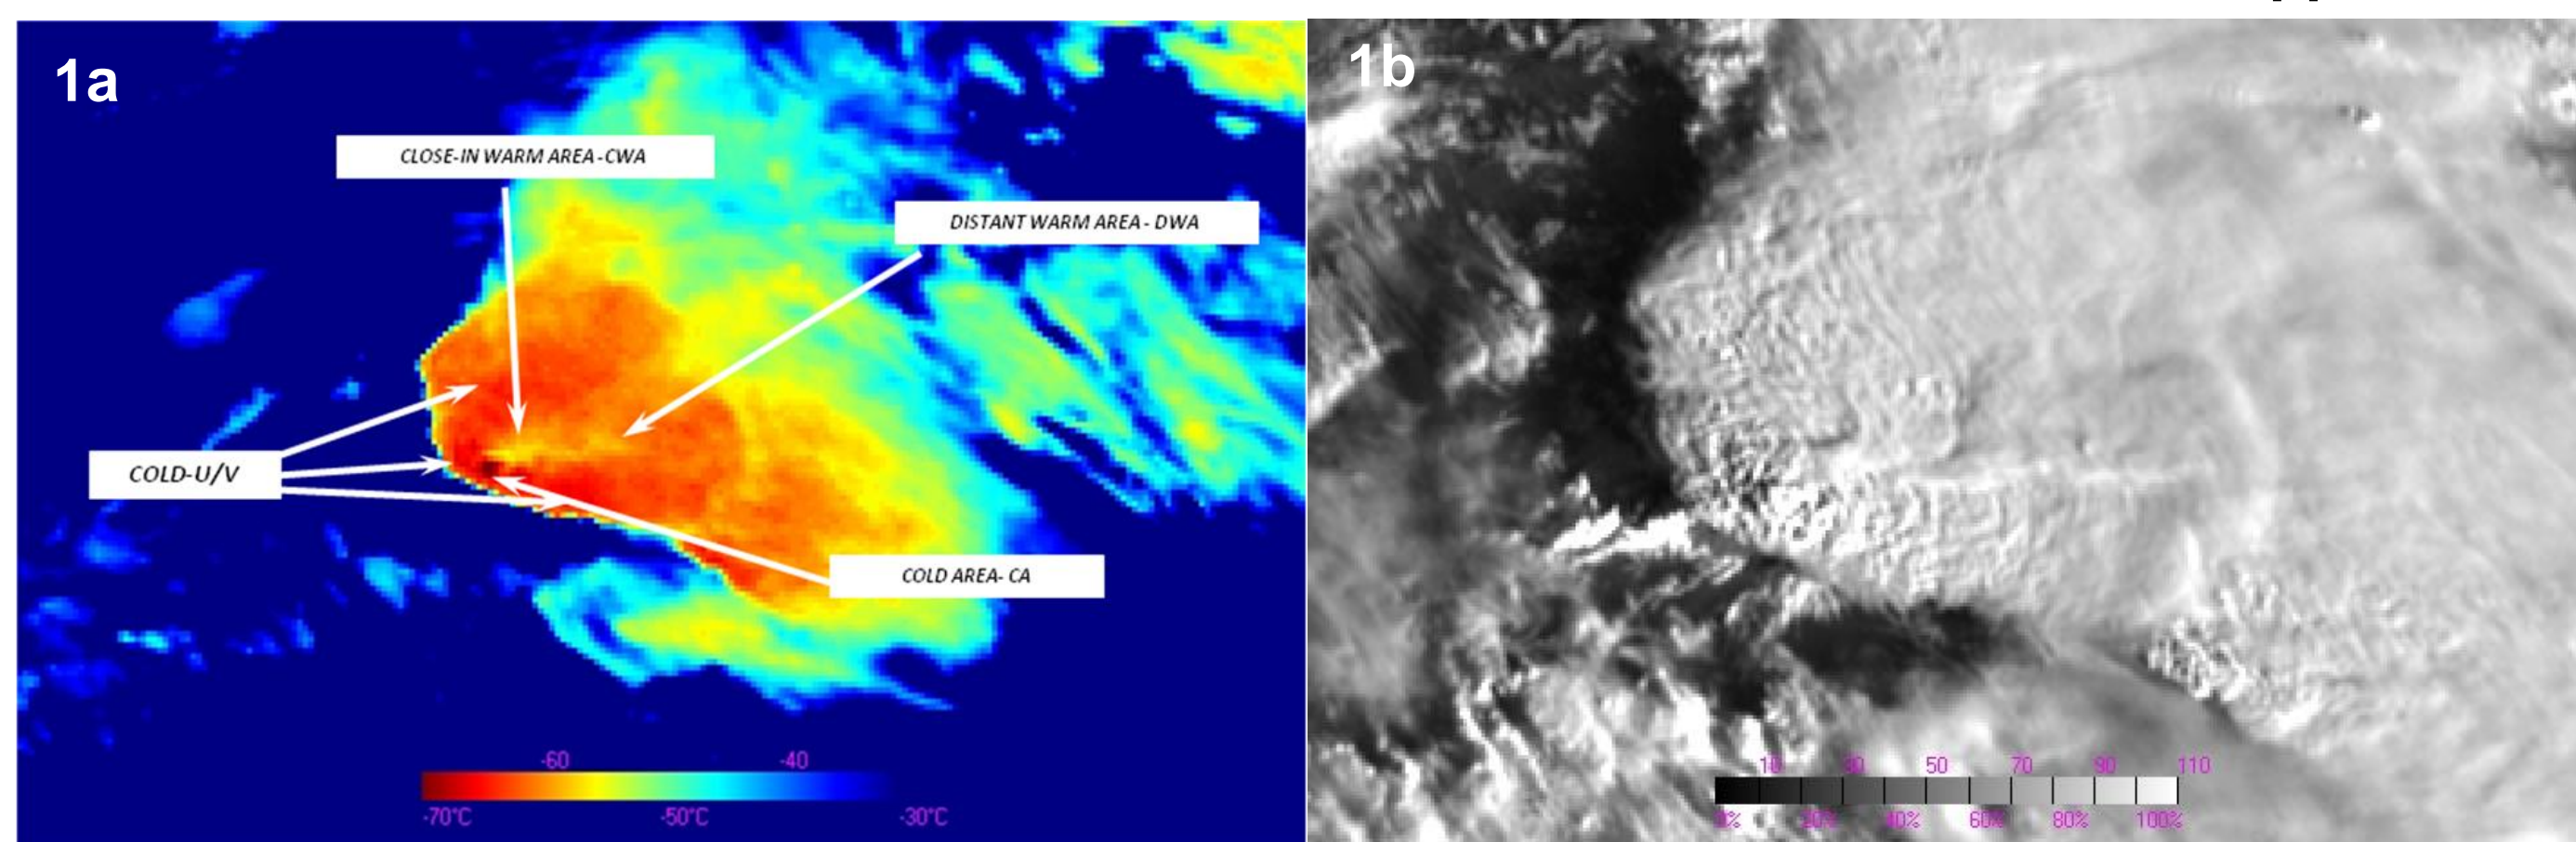 1a
CLOSE-IN WARM AREA -CWA
DISTANT WARM AREA - DWA
COLD-U/V
COLD AREA- CA
-60 -40
-70°C -50°C -30°C
1b
10 30 50 70 90 110
0% 20% 40% 60% 80% 100%